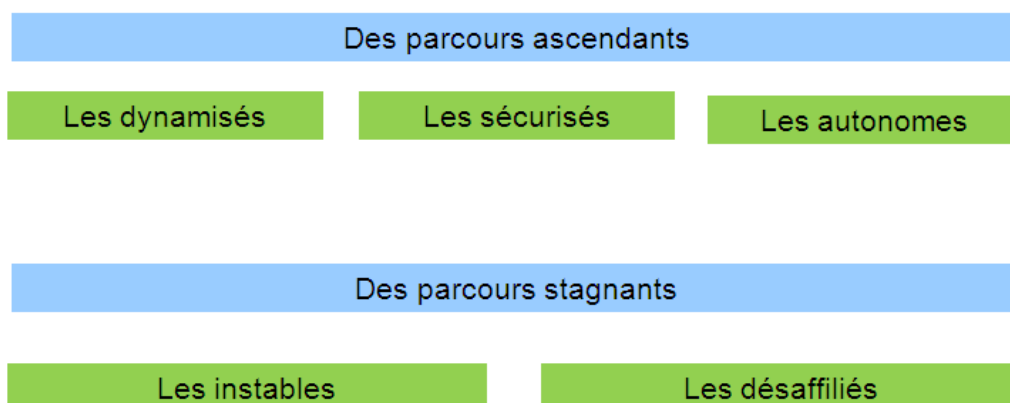 Des parcours ascendants
Les dynamisés
Les sécurisés
Les autonomes
Des parcours stagnants
Les instables
Les désaffiliés